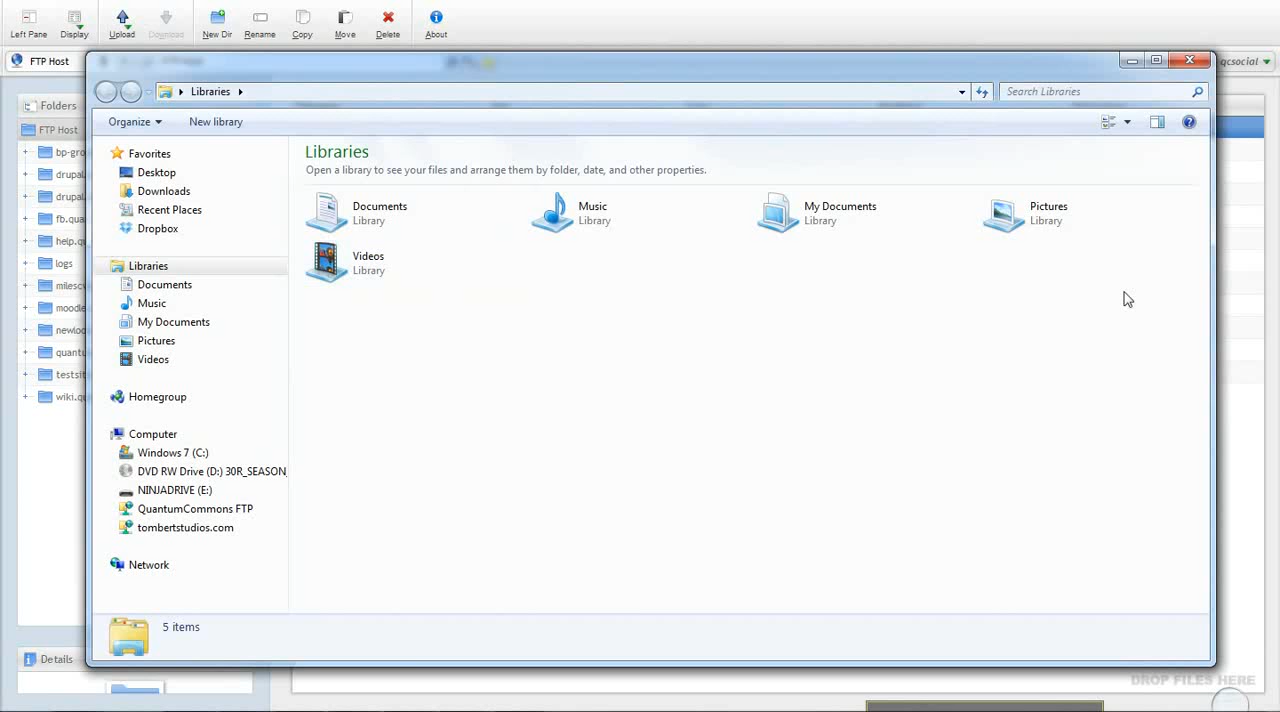 Left Pane Display Upload Download New Dir Rename Copy Move Delete About
FTP Host
qcsocial
Libraries
Search Libraries
Organize New library
Folders
FTP Host
bp-gro
drupal
drupal.
fb.qua
help.q
logs
milesc
moodle
newlo
quant
testsit
wiki.q
Favorites
Desktop
Downloads
Recent Places
Dropbox
Libraries
Documents
Music
My Documents
Pictures
Videos
Homegroup
Computer
Windows 7 (C:)
DVD RW Drive (D:) 30R_SEASON_
NINJADRIVE (E:)
QuantumCommons FTP
tombertstudios.com
Network
Libraries
Open a library to see your files and arrange them by folder, date, and other properties.
Documents
Library
Music
Library
My Documents
Library
Pictures
Library
Videos
Library
5 items
Details
DROP FILES HERE